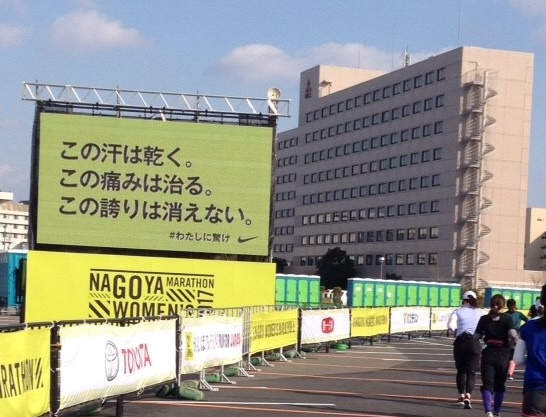 この汗は乾く。
この痛みは治る。
この誇りは消えない。
#わたしに驚け
NAGOYA MARATHON
WOMEN'S
MARATHON
TOYOTA